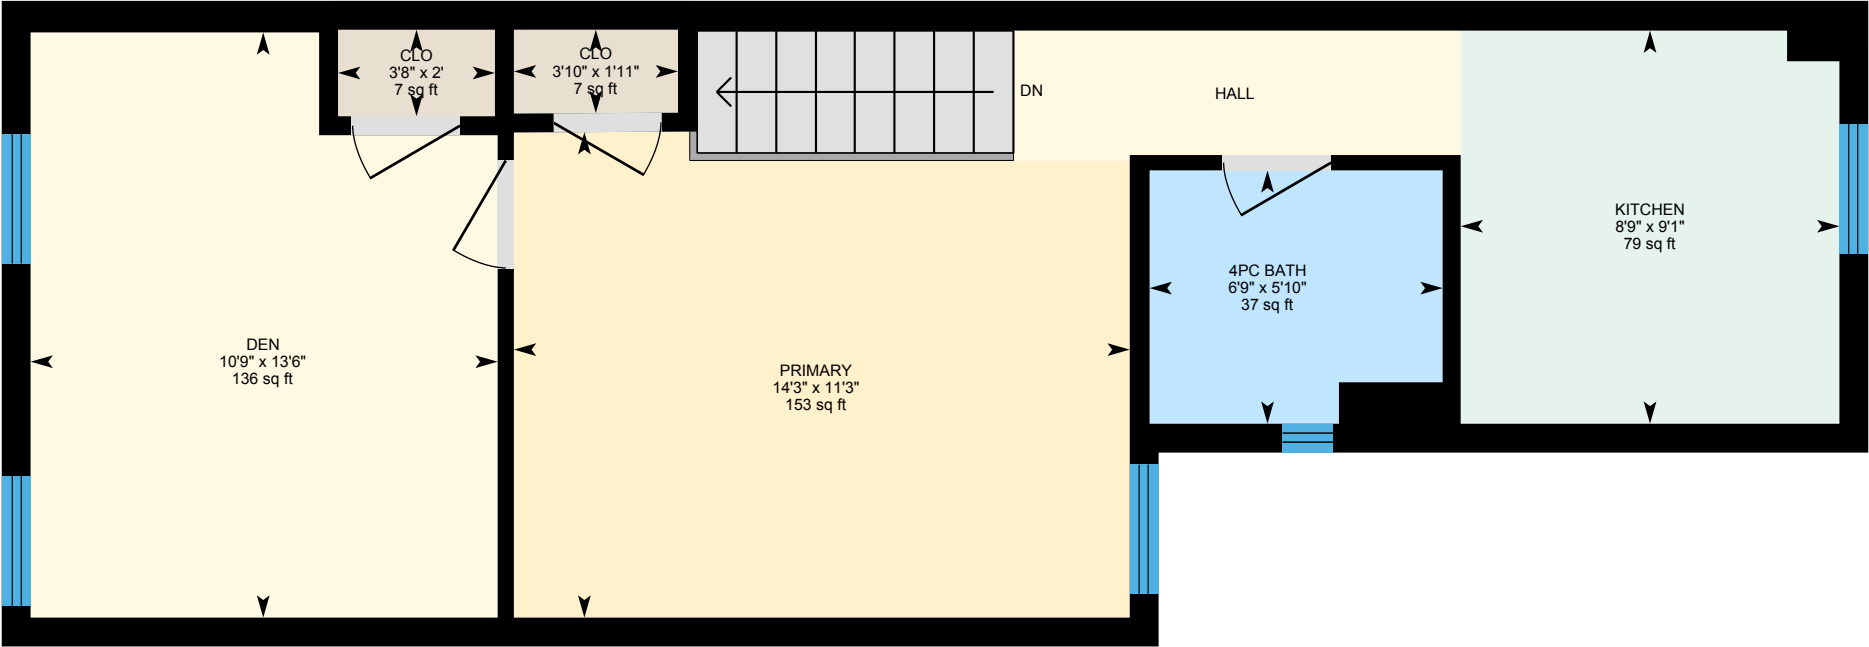 CLO
3'8" x 2'
7 sq ft
CLO
3'10" x 1'11"
7 sq ft
DN
HALL
KITCHEN
8'9" x 9'1"
79 sq ft
4PC BATH
6'9" x 5'10"
37 sq ft
DEN
10'9" x 13'6"
136 sq ft
PRIMARY
14'3" x 11'3"
153 sq ft